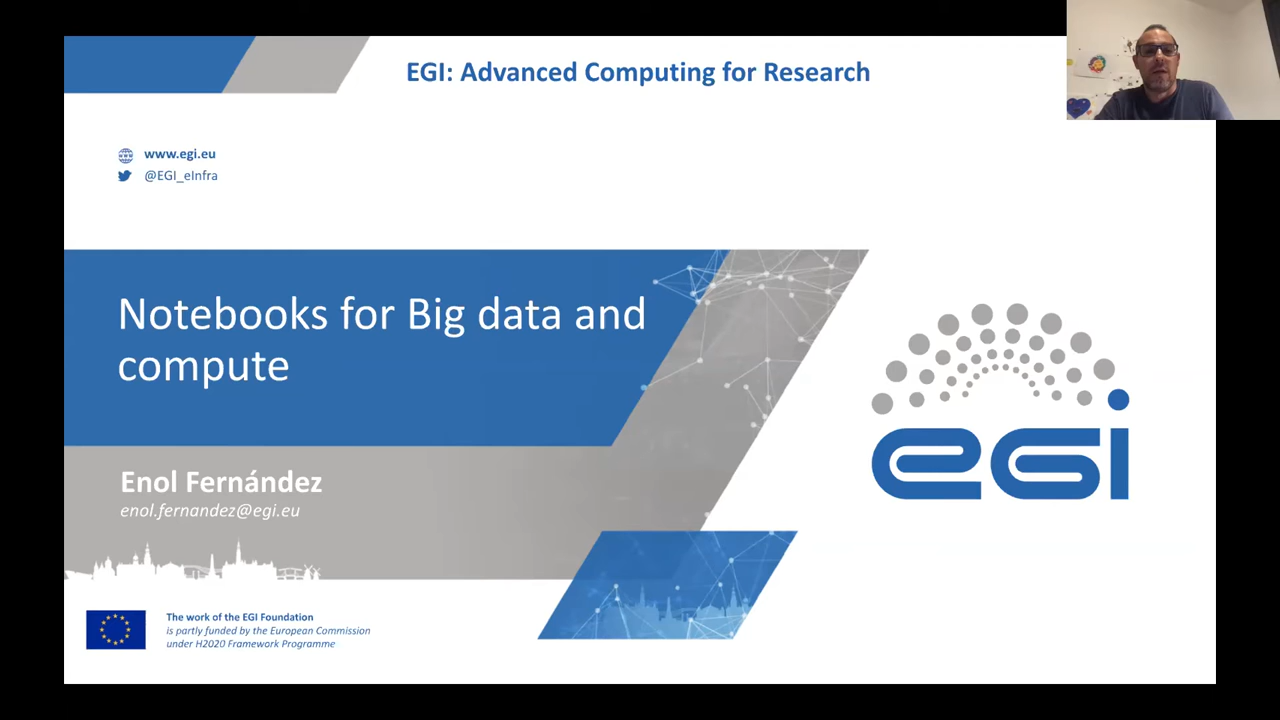 EGI: Advanced Computing for Research
www.egi.eu
@EGI_eInfra
Notebooks for Big data and
compute
egi
Enol Fernández
enol.fernandez@egi.eu
The work of the EGI Foundation
is partly funded by the European Commission
under H2020 Framework Programme